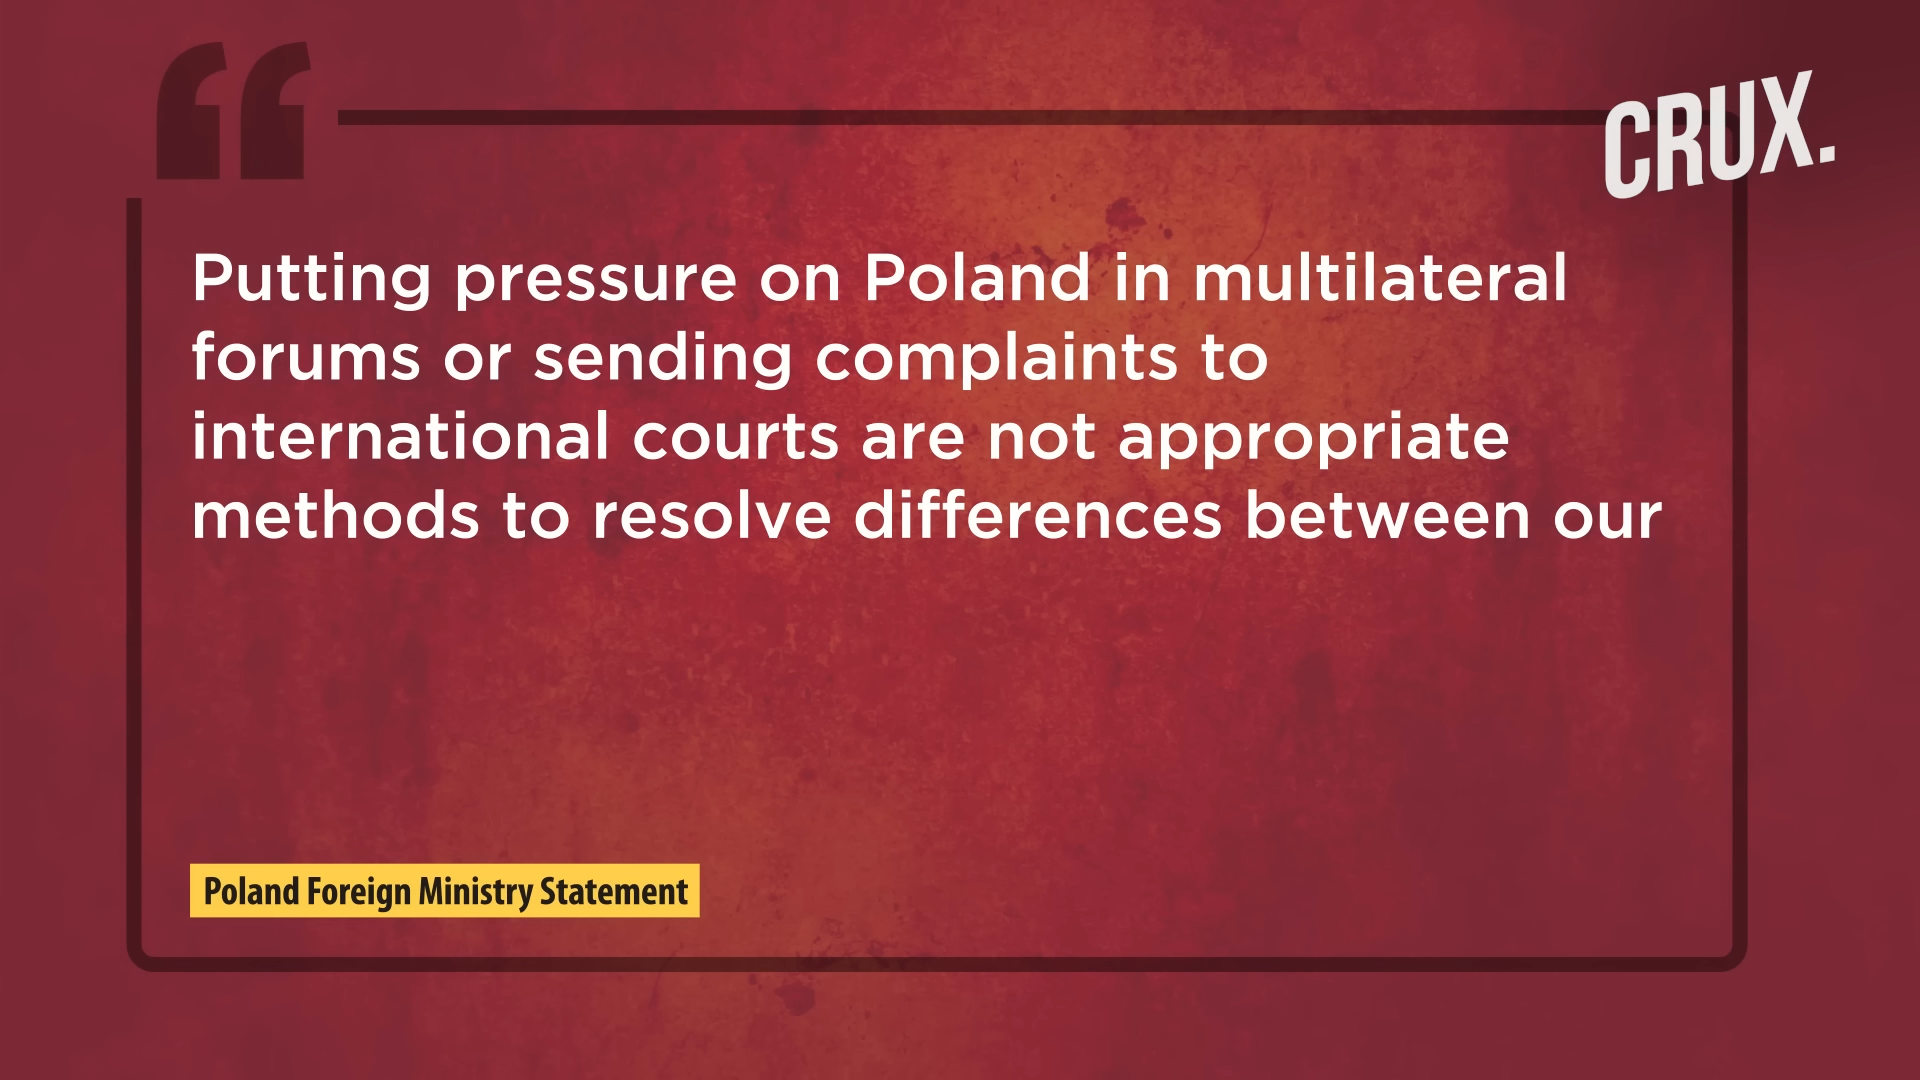 “
CRUX.
Putting pressure on Poland in multilateral
forums or sending complaints to
international courts are not appropriate
methods to resolve differences between our
Poland Foreign Ministry Statement